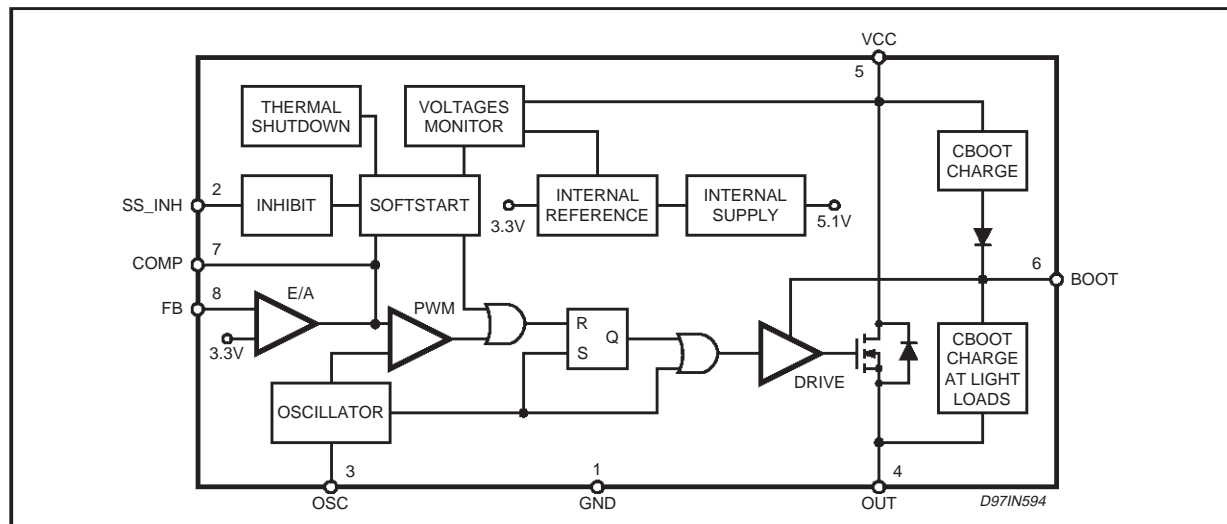 VCC
5
THERMAL
SHUTDOWN
VOLTAGES
MONITOR
CBOOT
CHARGE
2
SS_INH
INHIBIT
SOFTSTART
3.3V
INTERNAL
REFERENCE
INTERNAL
SUPPLY
5.1V
7
COMP
6
BOOT
8
FB
E/A
3.3V
PWM
R
S
Q
DRIVE
CBOOT
CHARGE
AT LIGHT
LOADS
OSCILLATOR
3
OSC
1
GND
4
OUT
D97IN594